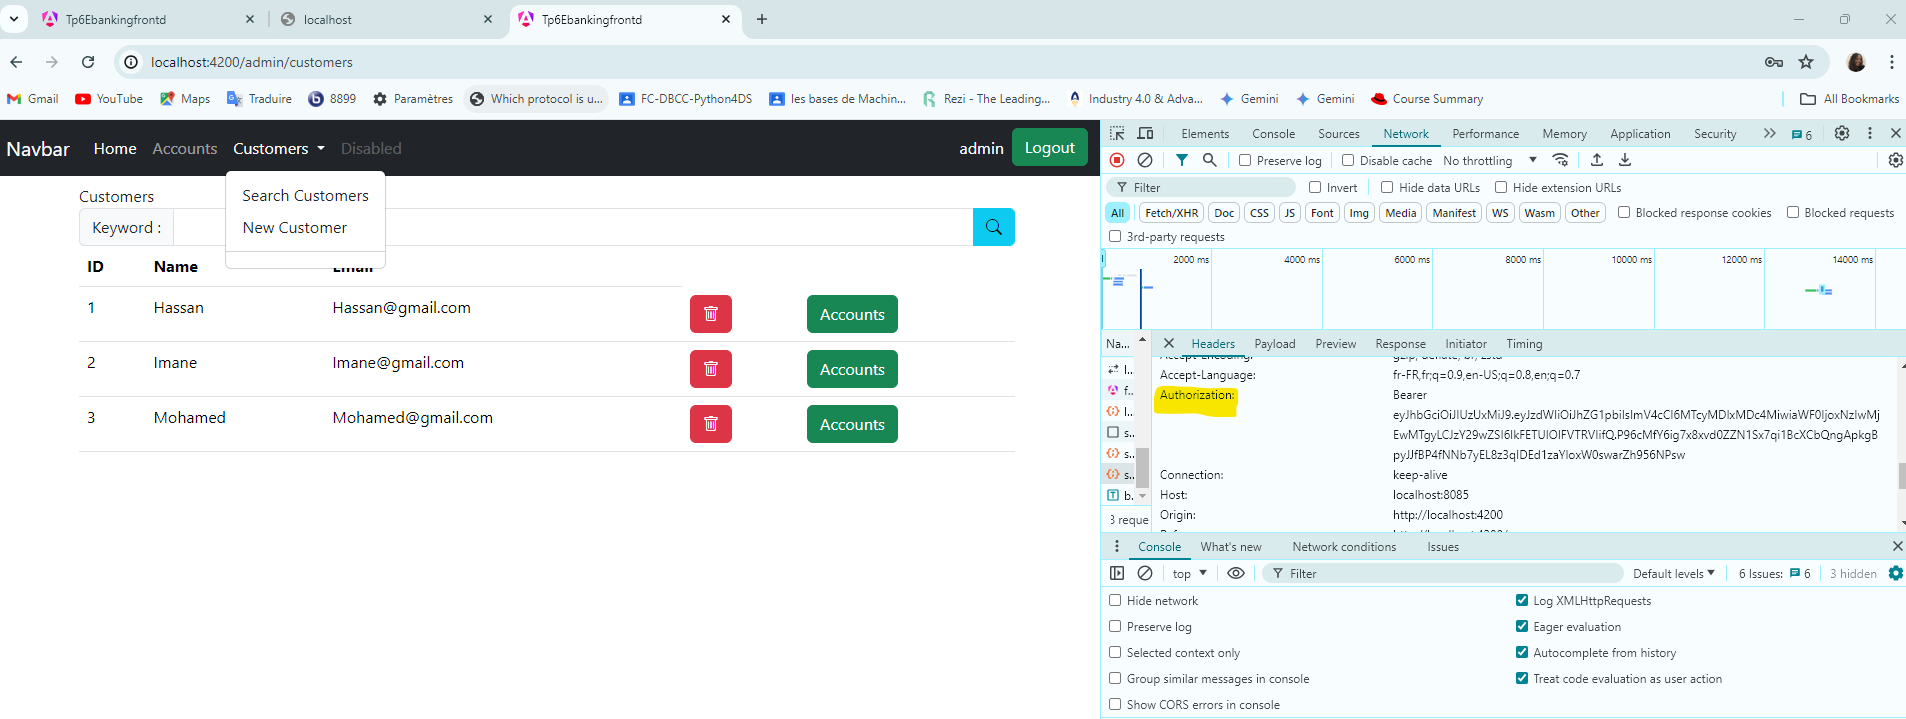 Tp6Ebankingfrontd
localhost
Tp6Ebankingfrontd
localhost:4200/admin/customers
Gmail
YouTube
Maps
Traduire
8899
Paramètres
Which protocol is u...
FC-DBCC-Python4DS
les bases de Machin...
Rezi - The Leading...
Industry 4.0 & Adva...
Gemini
Gemini
Course Summary
All Bookmarks
Navbar
Home
Accounts
Customers
Disabled
admin
Logout
Search Customers
New Customer
Customers
Keyword :
ID
Name
1
Hassan
Hassan@gmail.com
Accounts
2
Imane
Imane@gmail.com
Accounts
3
Mohamed
Mohamed@gmail.com
Accounts
Elements
Console
Sources
Network
Performance
Memory
Application
Security
6
Preserve log
Disable cache
No throttling
Filter
Invert
Hide data URLs
Hide extension URLs
All
Fetch/XHR
Doc
CSS
JS
Font
Img
Media
Manifest
WS
Wasm
Other
Blocked response cookies
Blocked requests
3rd-party requests
2000 ms
4000 ms
6000 ms
8000 ms
10000 ms
12000 ms
14000 ms
Na...
l...
f...
l...
s...
s...
s...
b.
3 reque
Headers
Payload
Preview
Response
Initiator
Timing
Accept-Language:
fr-FR,fr;q=0.9,en-US;q=0.8,en;q=0.7
Authorization:
Bearer
Connection:
keep-alive
Host:
localhost:8085
Origin:
http://localhost:4200
Console
What's new
Network conditions
Issues
top
Filter
Default levels
6 Issues:
6
3 hidden
Hide network
Log XMLHttpRequests
Preserve log
Eager evaluation
Selected context only
Autocomplete from history
Group similar messages in console
Treat code evaluation as user action
Show CORS errors in console